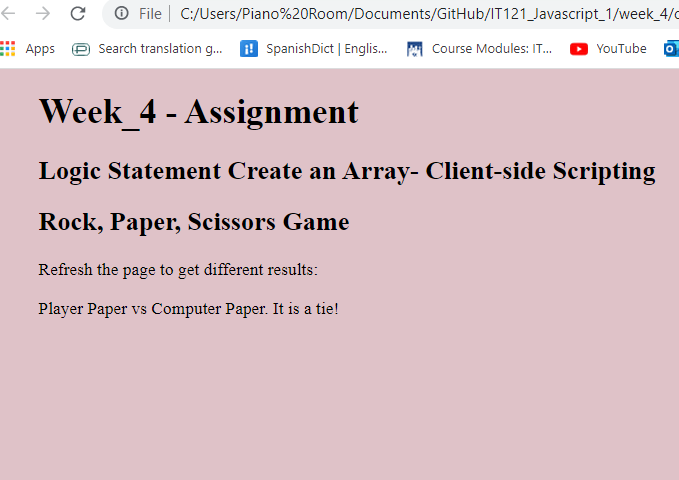 File C:/Users/Piano%20Room/Documents/GitHub/IT121_Javascript_1/week_4/
Apps Search translation g... SpanishDict | Englis... Course Modules: IT... YouTube
Week_4 - Assignment
Logic Statement Create an Array- Client-side Scripting
Rock, Paper, Scissors Game
Refresh the page to get different results:
Player Paper vs Computer Paper. It is a tie!